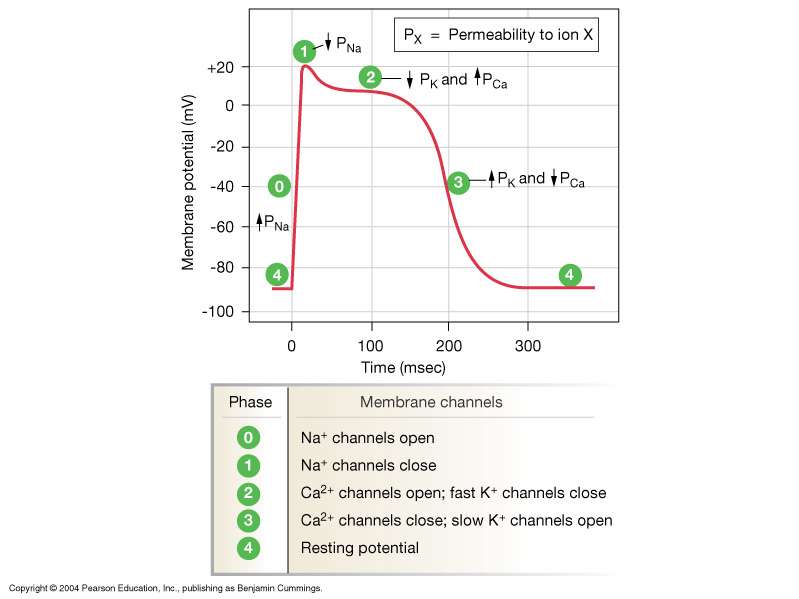 PX = Permeability to ion X
1 ↓ PNa
2 ↓ PK and ↑PCa
+20
0
-20
-40
-60
-80
-100
Membrane potential (mV)
0
3 ↑PK and ↓PCa
↑PNa
4
4
0 100 200 300
Time (msec)
Phase Membrane channels
0 Na⁺ channels open
1 Na⁺ channels close
2 Ca²⁺ channels open; fast K⁺ channels close
3 Ca²⁺ channels close; slow K⁺ channels open
4 Resting potential
Copyright © 2004 Pearson Education, Inc., publishing as Benjamin Cummings.